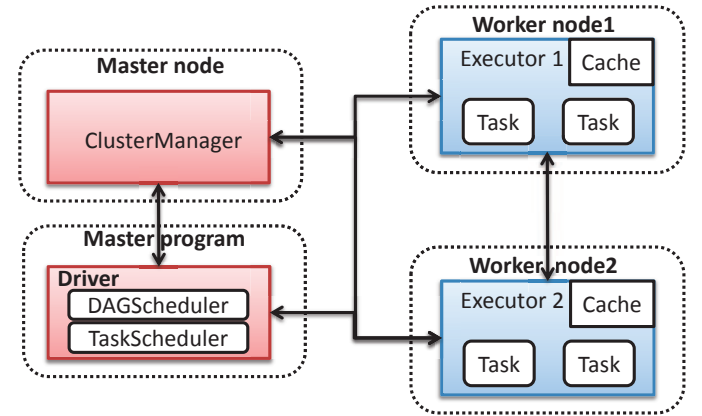 Master node
ClusterManager
Master program
Driver
DAGScheduler
TaskScheduler
Worker node1
Executor 1
Cache
Task
Task
Worker node2
Executor 2
Cache
Task
Task